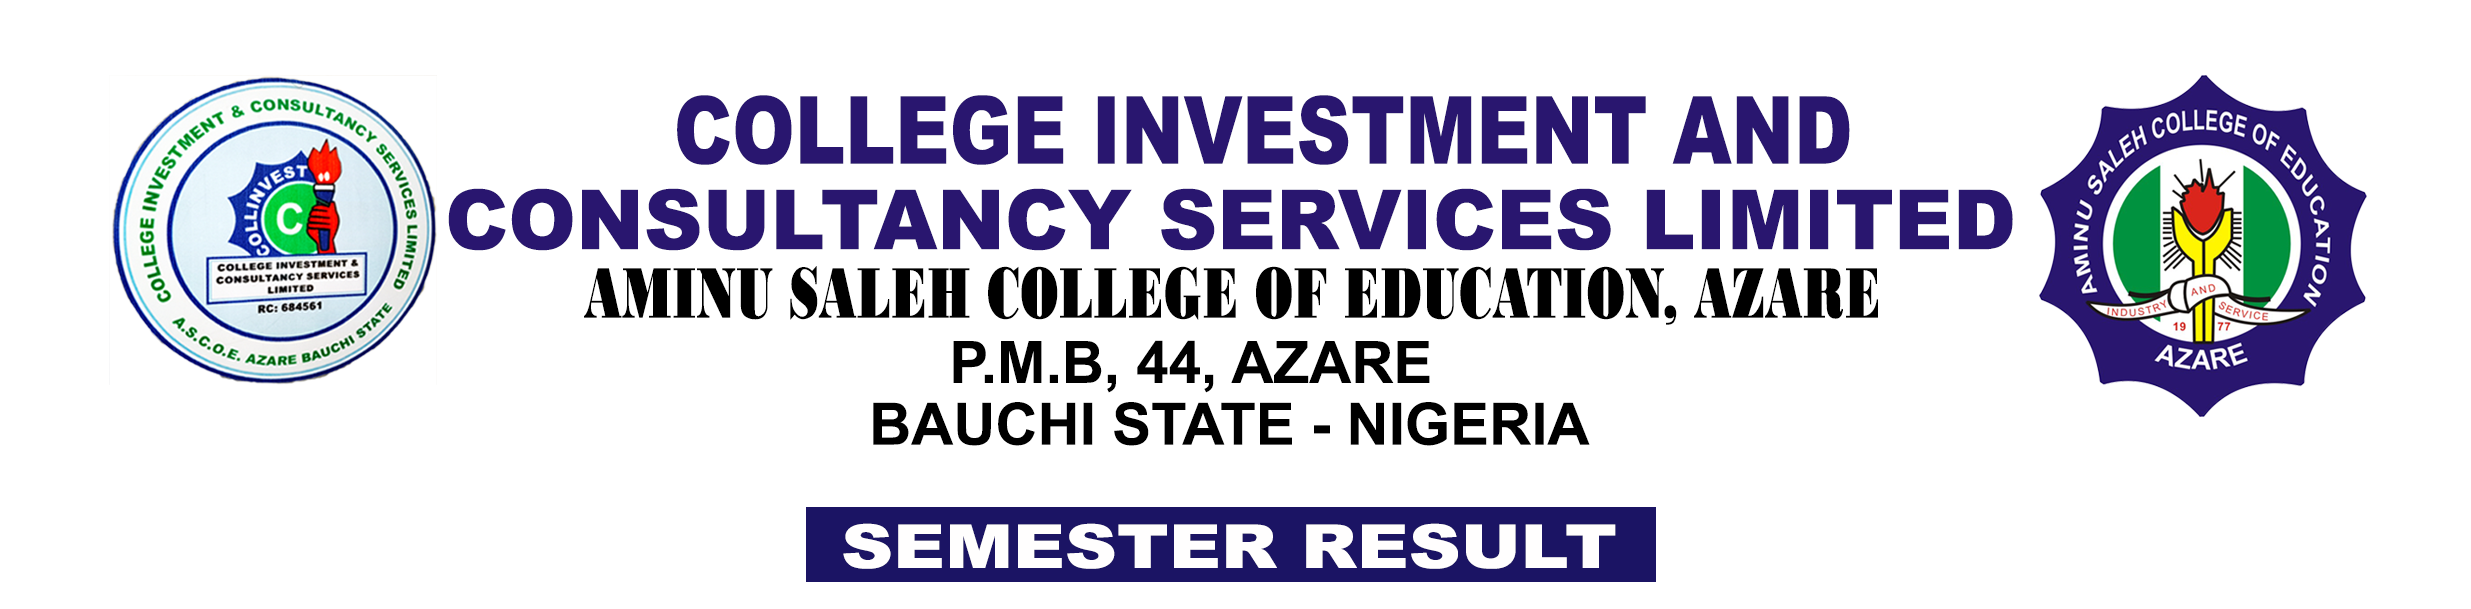 COLLEGE INVESTMENT & CONSULTANCY SERVICES LIMITED
COLLINVEST
C
COLLEGE INVESTMENT &
CONSULTANCY SERVICES
LIMITED
RC: 684561
A.S.C.O.E. AZARE BAUCHI STATE
COLLEGE INVESTMENT AND
CONSULTANCY SERVICES LIMITED
AMINU SALEH COLLEGE OF EDUCATION, AZARE
P.M.B, 44, AZARE
BAUCHI STATE - NIGERIA
SEMESTER RESULT
AMINU SALEH COLLEGE OF EDUCATION
INDUSTRY AND SERVICE
19 77
AZARE